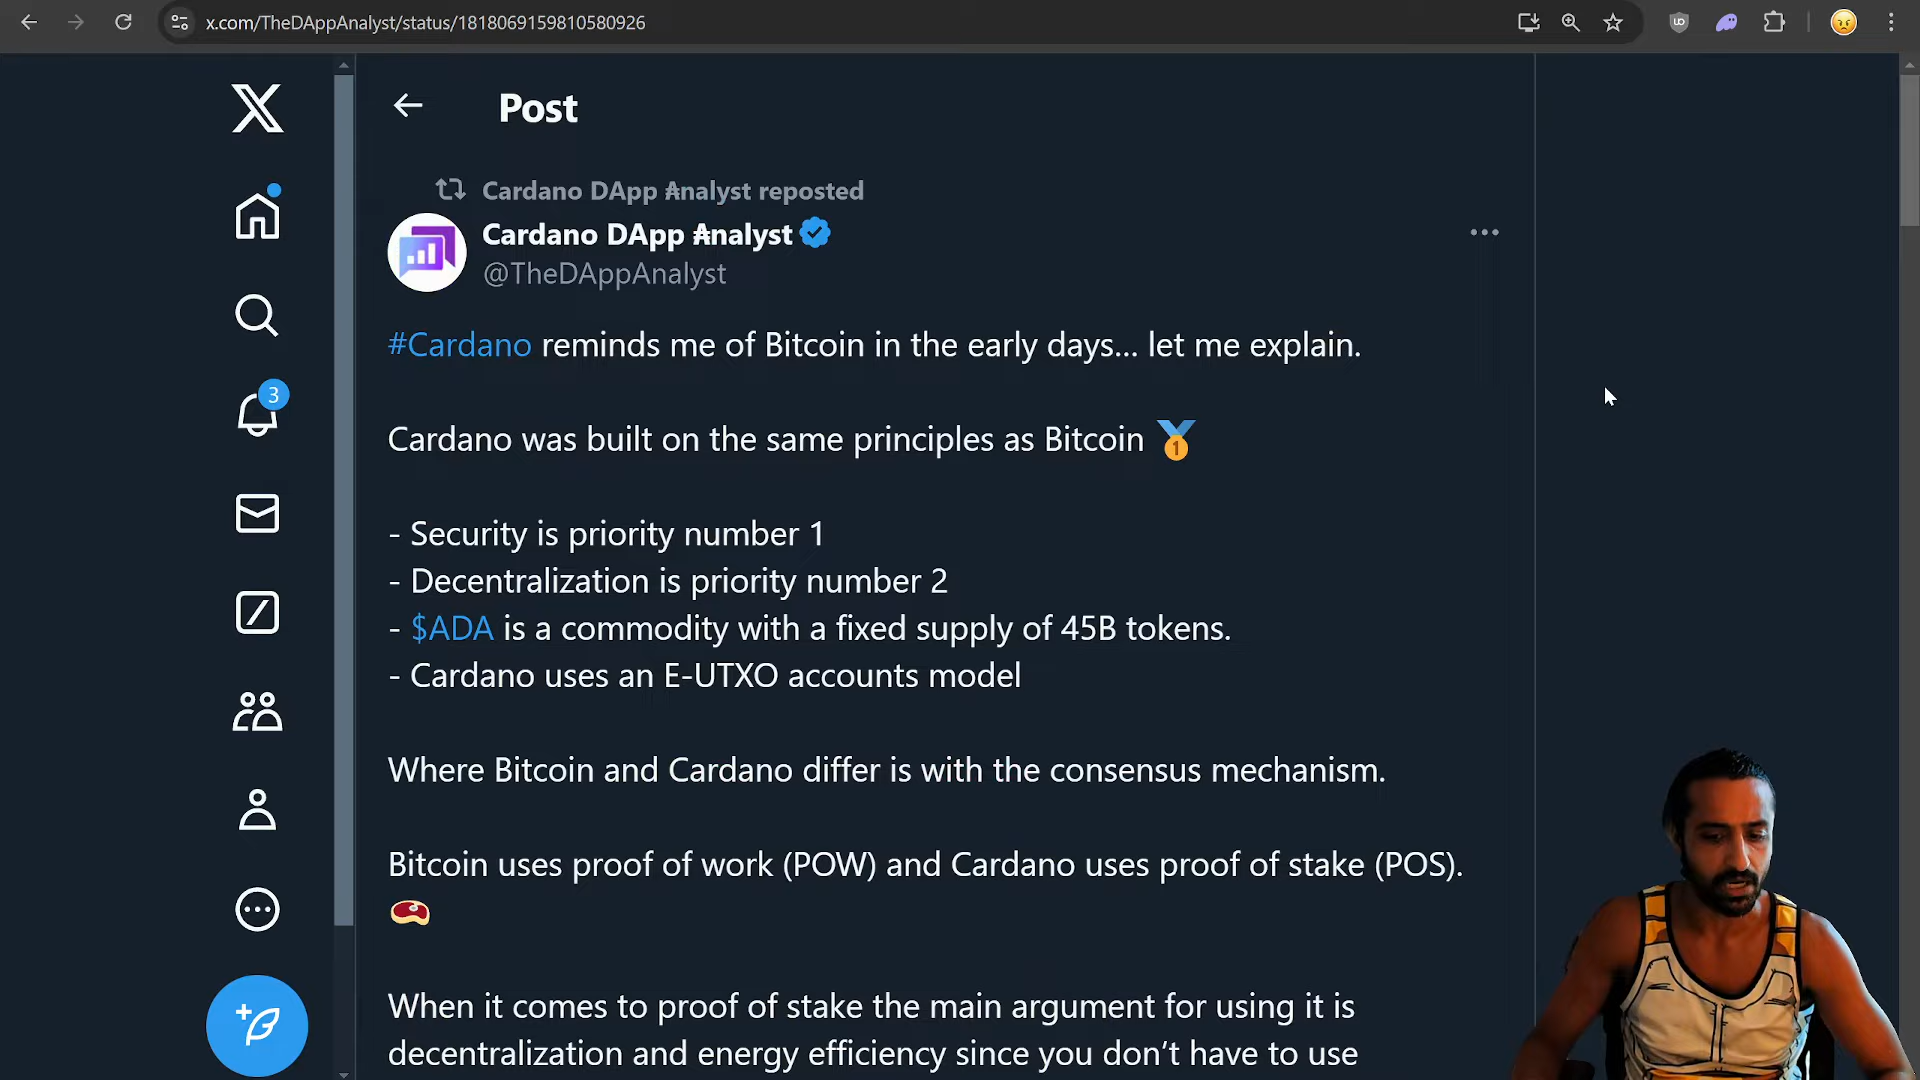 x.com/TheDAppAnalyst/status/1818069159810580926
Post
Cardano DApp ₳nalyst reposted
Cardano DApp ₳nalyst
@TheDAppAnalyst
#Cardano reminds me of Bitcoin in the early days... let me explain.
Cardano was built on the same principles as Bitcoin 🥇
- Security is priority number 1
- Decentralization is priority number 2
- $ADA is a commodity with a fixed supply of 45B tokens.
- Cardano uses an E-UTXO accounts model
Where Bitcoin and Cardano differ is with the consensus mechanism.
Bitcoin uses proof of work (POW) and Cardano uses proof of stake (POS).
🥩
When it comes to proof of stake the main argument for using it is
decentralization and energy efficiency since you don't have to use
3